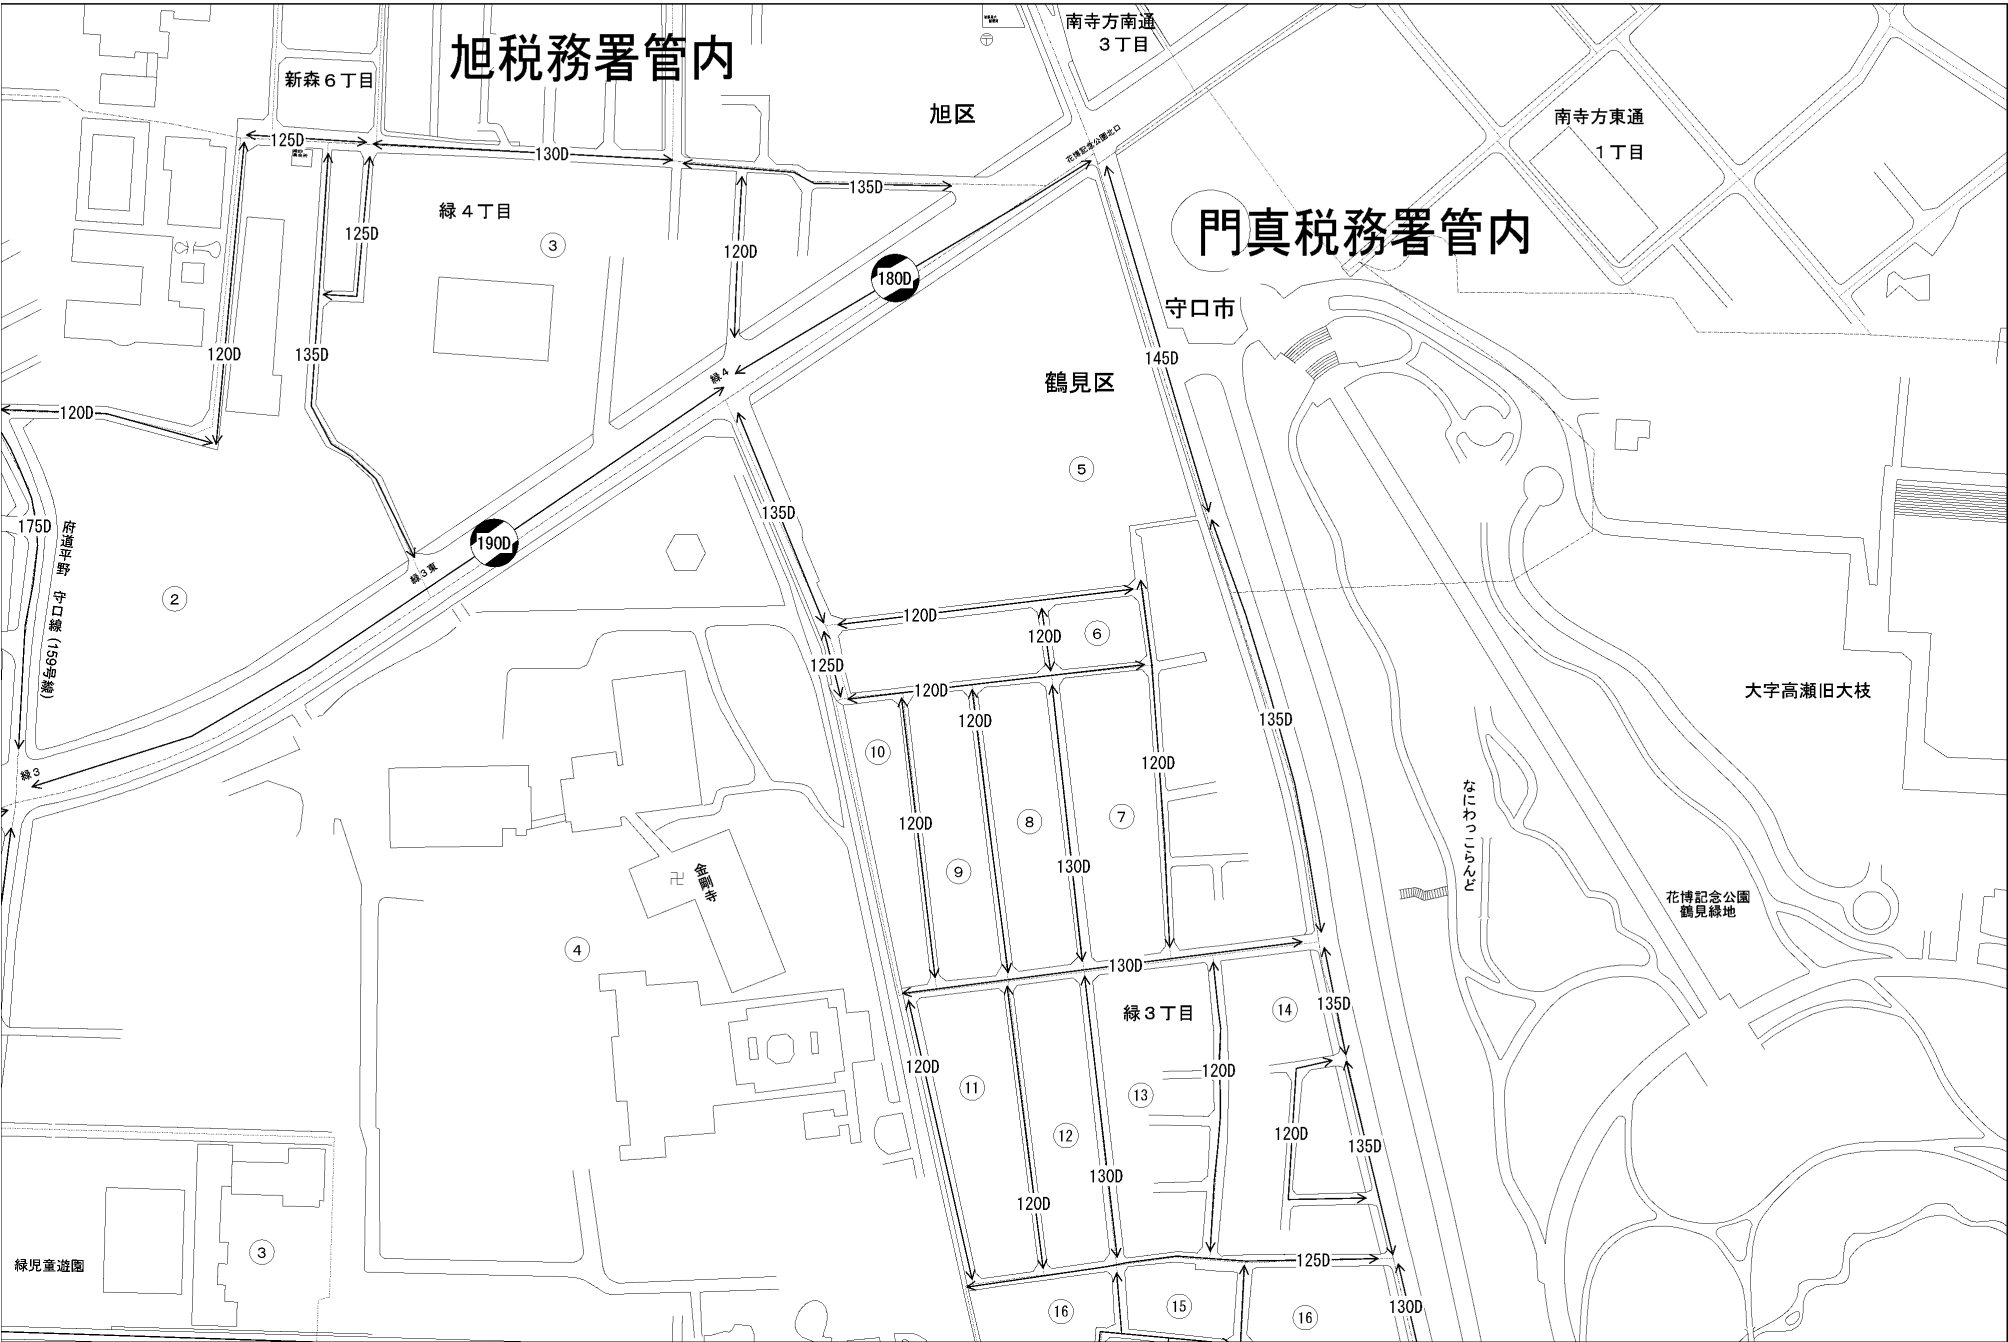 南寺方南通
３丁目
旭税務署管内
新森６丁目
旭区
南寺方東通
１丁目
花博記念公園北口
125D
130D
135D
緑４丁目
③
125D
120D
180D
門真税務署管内
守口市
120D
135D
145D
緑４
鶴見区
120D
⑤
135D
175D
府道平野　守口線(159号線)
190D
緑３東
②
120D
120D
⑥
125D
120D
120D
135D
大字高瀬旧大枝
⑩
120D
緑３
なにわっこらんど
120D
⑧
⑦
130D
⑨
卍
金剛寺
花博記念公園
鶴見緑地
④
130D
緑３丁目
⑭
135D
120D
120D
⑪
⑬
⑫
120D
135D
130D
120D
緑児童遊園
③
125D
⑯
⑮
⑯
130D